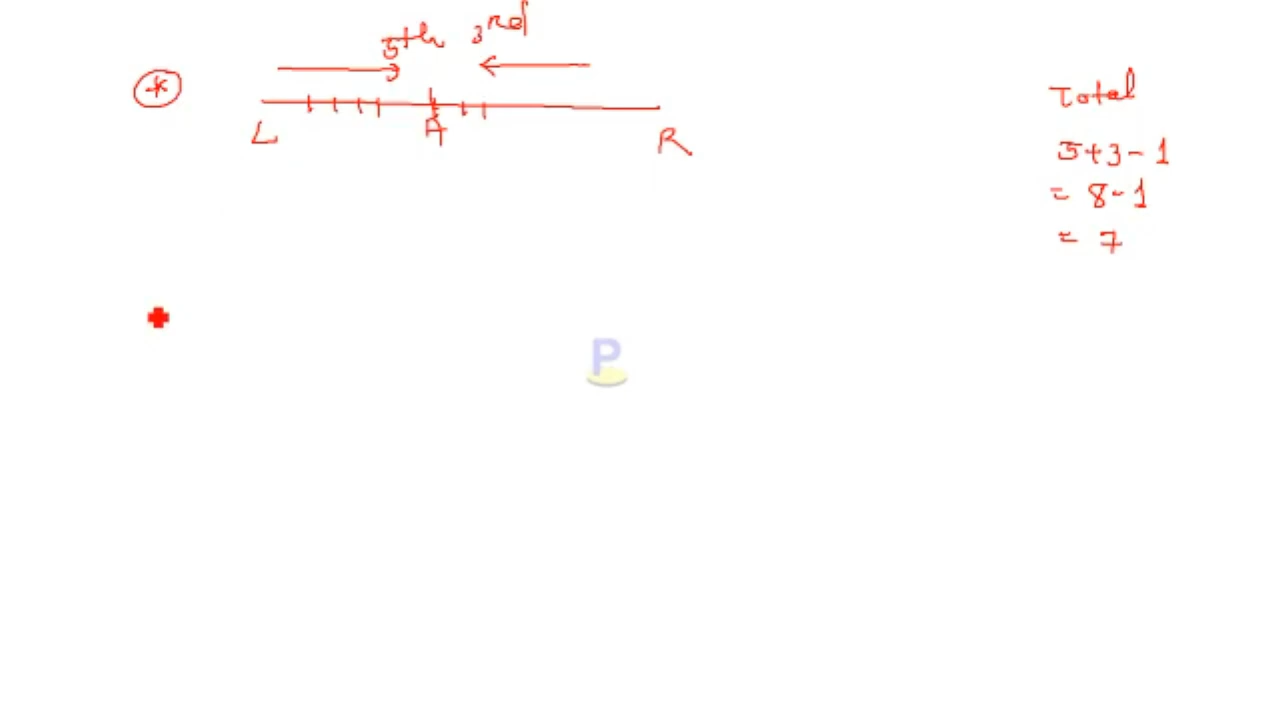 5th 3rd
*
L A R
Total
5+3-1
= 8-1
= 7
P